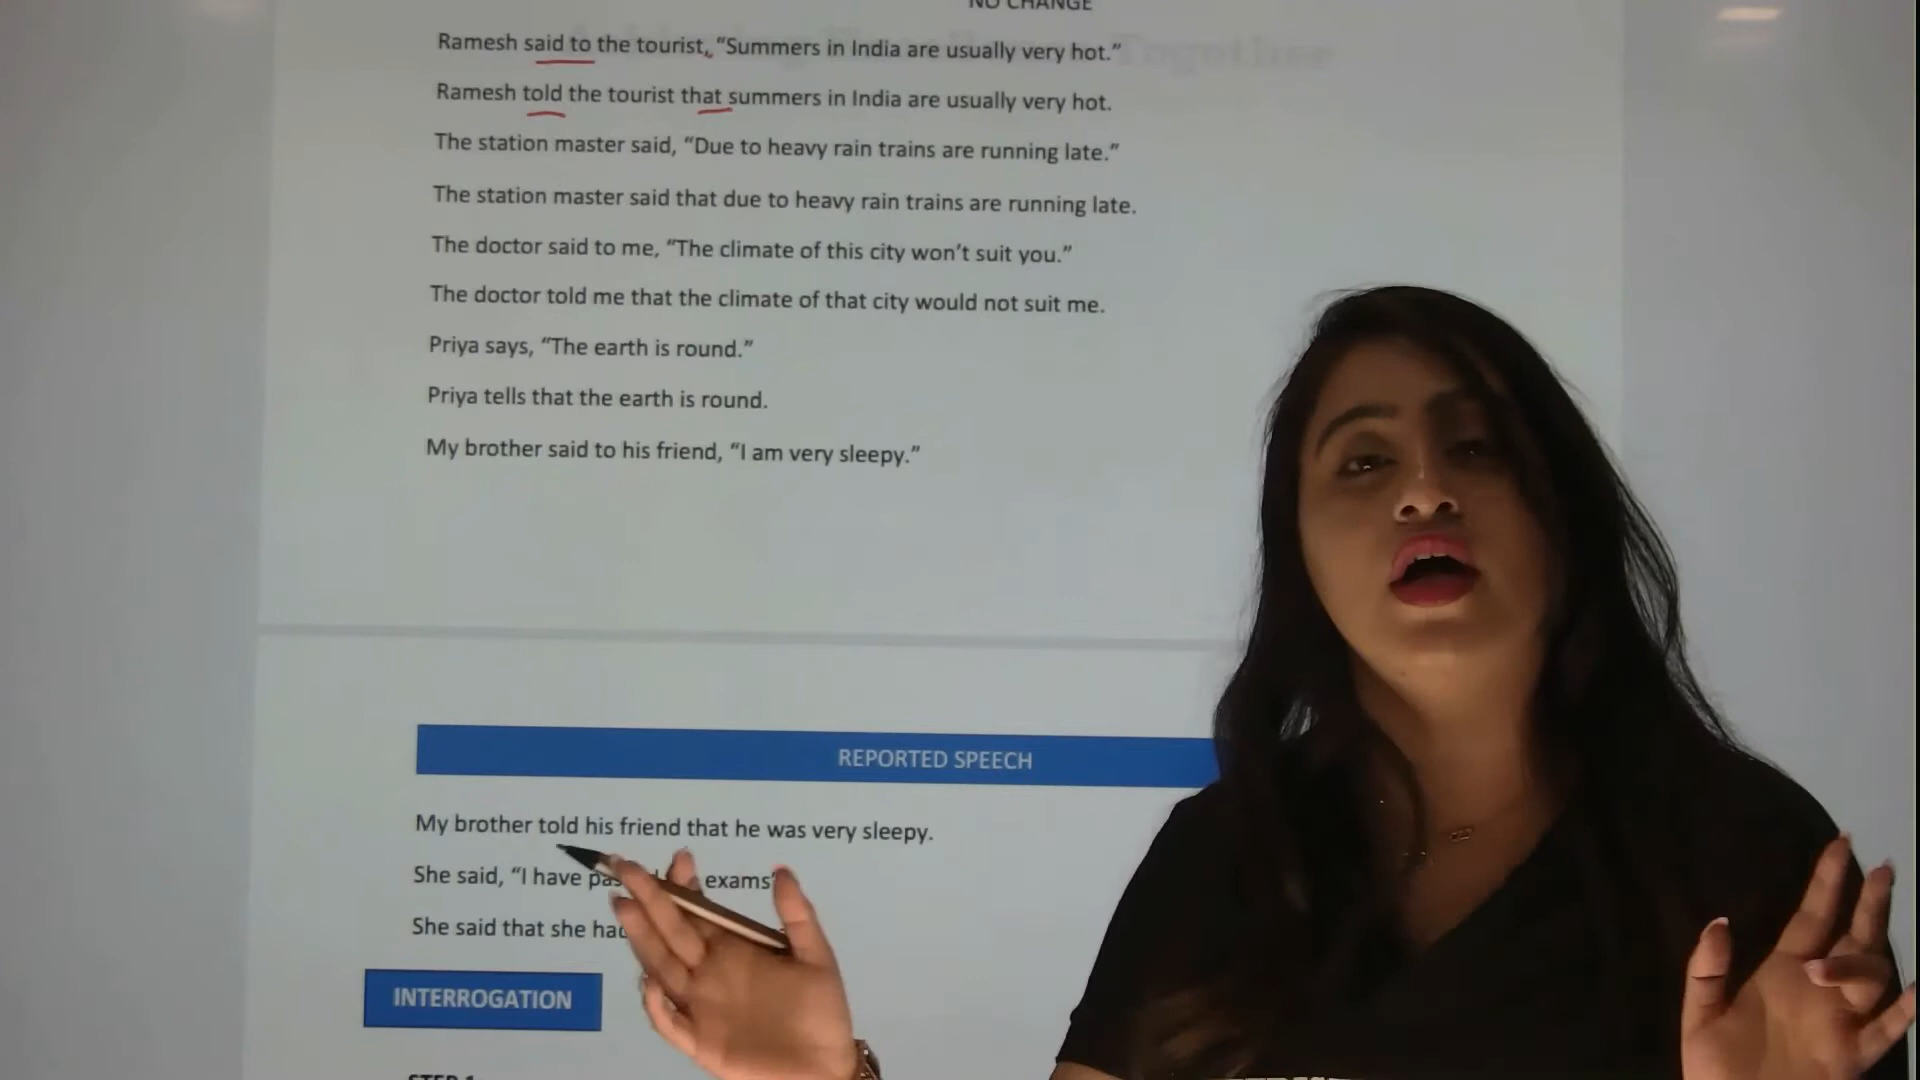 NO CHANGE
Ramesh said to the tourist, “Summers in India are usually very hot.”
Together
Ramesh told the tourist that summers in India are usually very hot.
The station master said, “Due to heavy rain trains are running late.”
The station master said that due to heavy rain trains are running late.
The doctor said to me, “The climate of this city won’t suit you.”
The doctor told me that the climate of that city would not suit me.
Priya says, “The earth is round.”
Priya tells that the earth is round.
My brother said to his friend, “I am very sleepy.”
REPORTED SPEECH
My brother told his friend that he was very sleepy.
She said, “I have exams”
She said that she had
INTERROGATION
STEP 1